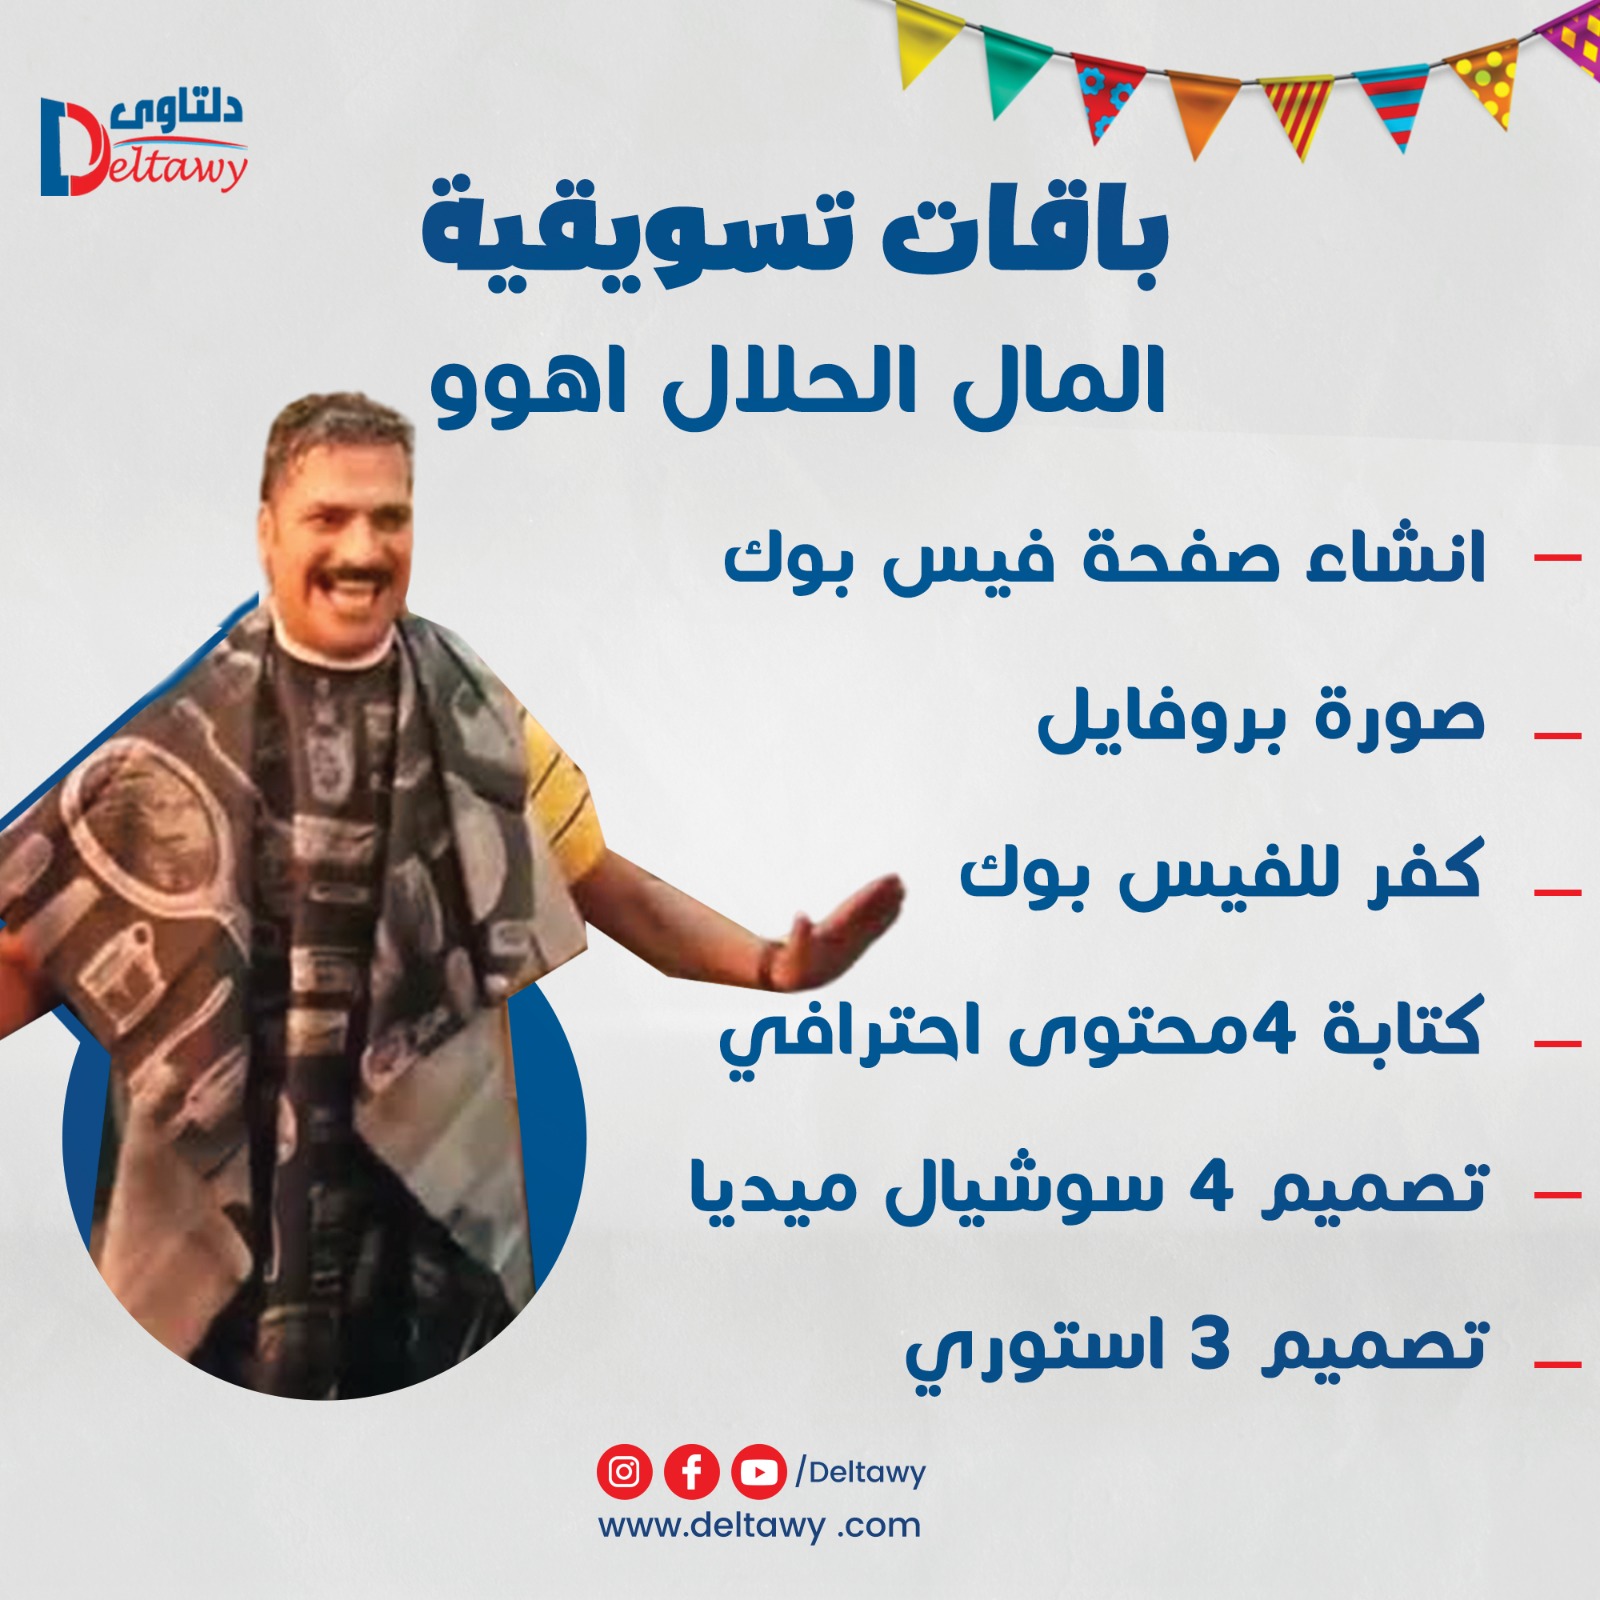 دلتاوى
Deltawy
باقات تسويقية
المال الحلال اهوو
انشاء صفحة فيس بوك
صورة بروفايل
كفر للفيس بوك
كتابة 4محتوى احترافي
تصميم 4 سوشيال ميديا
تصميم 3 استوري
/Deltawy
www.deltawy .com